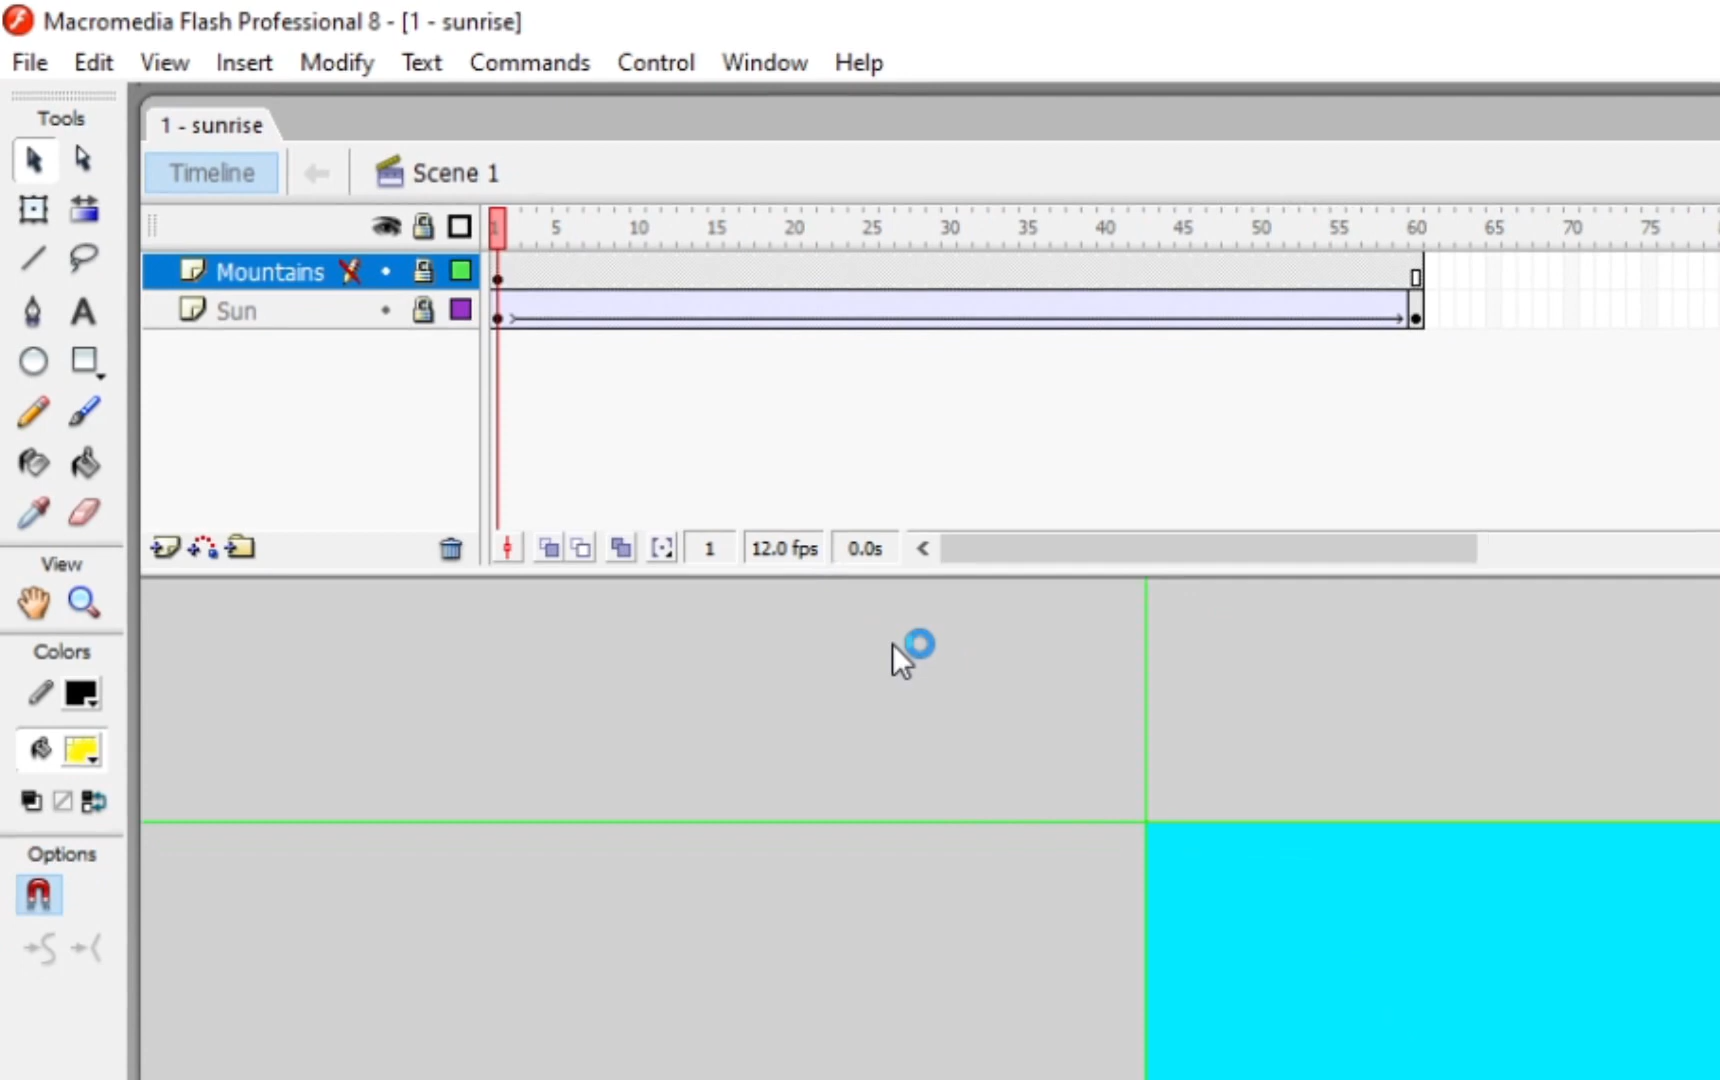 Macromedia Flash Professional 8 - [1 - sunrise]
File Edit View Insert Modify Text Commands Control Window Help
Tools
1 - sunrise
Timeline Scene 1
1 5 10 15 20 25 30 35 40 45 50 55 60 65 70 75
Mountains
Sun
1 12.0 fps 0.0s
View
Colors
Options